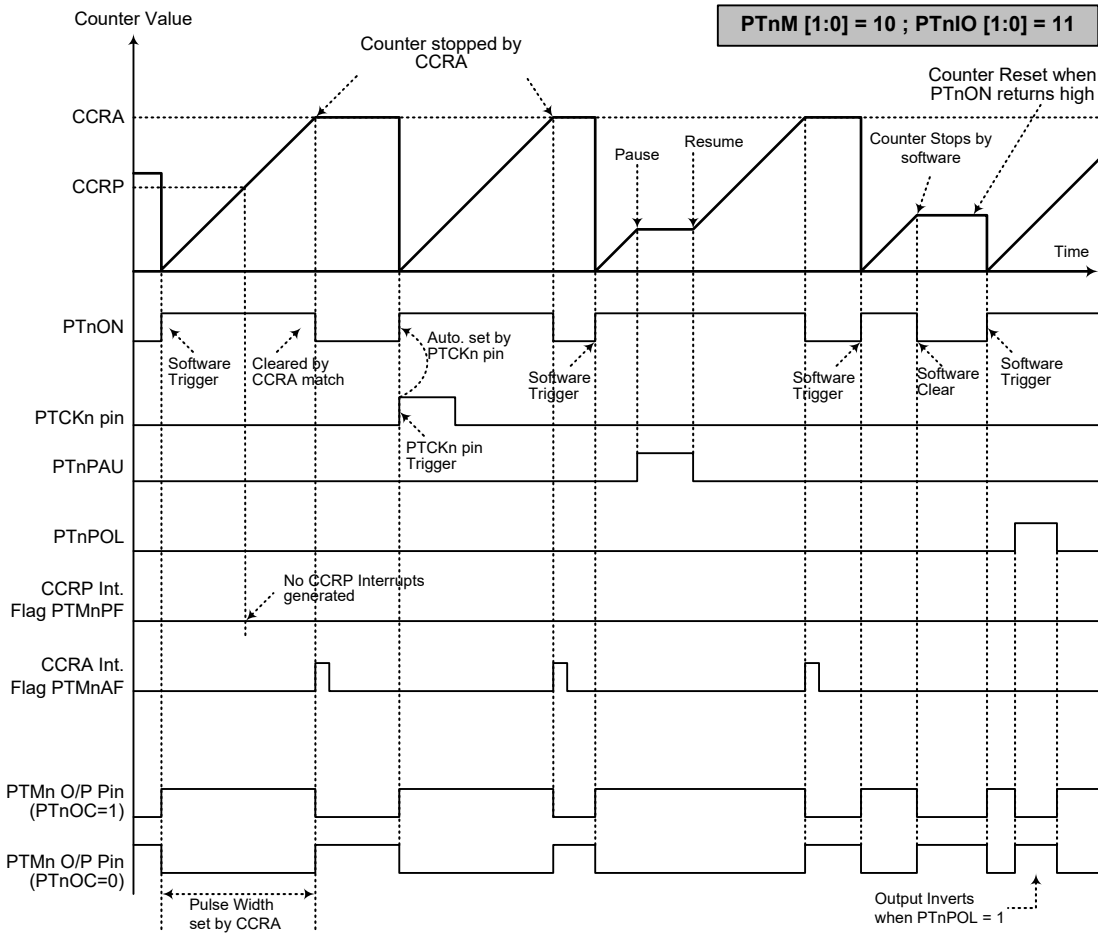 Counter Value
PTnM [1:0] = 10 ; PTnIO [1:0] = 11
Counter stopped by
CCRA
Counter Reset when
PTnON returns high
CCRA
Pause
Resume
Counter Stops by
software
CCRP
Time
PTnON
Software
Trigger
Cleared by
CCRA match
Auto. set by
PTCKn pin
Software
Trigger
Software
Trigger
Software
Clear
Software
Trigger
PTCKn pin
PTCKn pin
Trigger
PTnPAU
PTnPOL
CCRP Int.
Flag PTMnPF
No CCRP Interrupts
generated
CCRA Int.
Flag PTMnAF
PTMn O/P Pin
(PTnOC=1)
PTMn O/P Pin
(PTnOC=0)
Pulse Width
set by CCRA
Output Inverts
when PTnPOL = 1